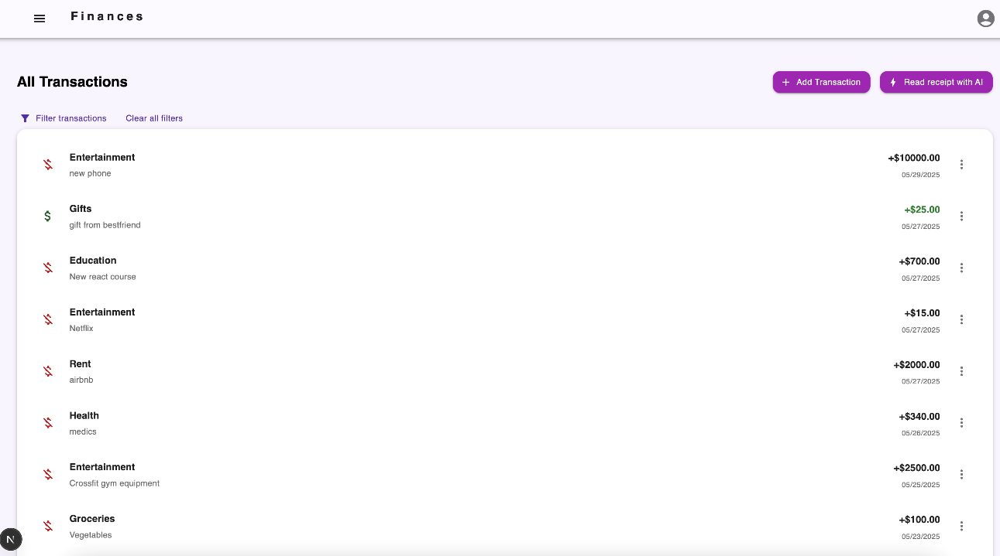 Finances
All Transactions
+ Add Transaction
Read receipt with AI
Filter transactions
Clear all filters
Entertainment
+$10000.00
new phone
05/29/2025
$
Gifts
+$25.00
gift from bestfriend
05/27/2025
Education
+$700.00
New react course
05/27/2025
Entertainment
+$15.00
Netflix
05/27/2025
Rent
+$2000.00
airbnb
05/27/2025
Health
+$340.00
medics
05/26/2025
Entertainment
+$2500.00
Crossfit gym equipment
05/25/2025
Groceries
+$100.00
Vegetables
05/23/2025
N